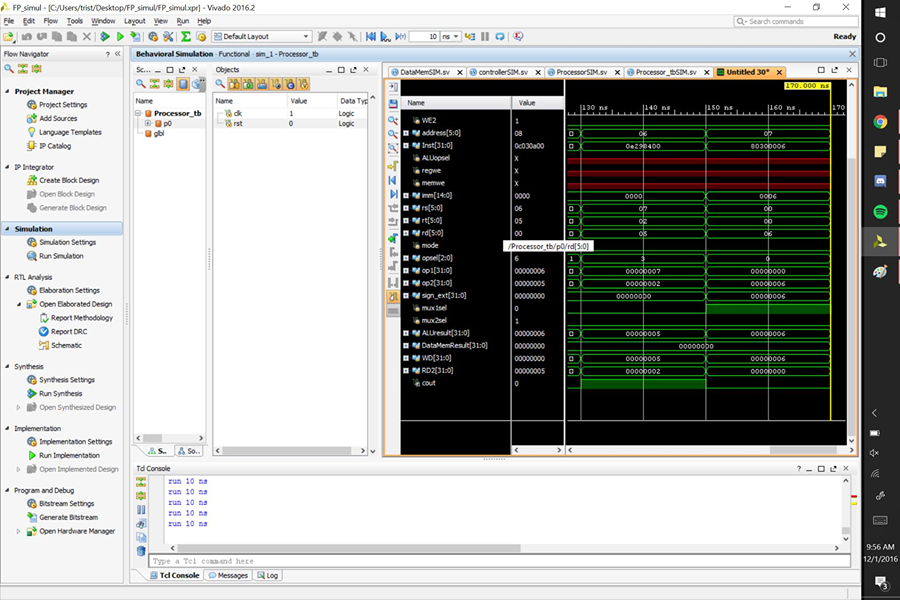 FP_simul - [C:/Users/trist/Desktop/FP_simul/FP_simul.xpr] - Vivado 2016.2
File Edit Flow Tools Window Layout View Run Help
Search commands
Default Layout 10 ns Ready
Flow Navigator
Project Manager
Project Settings
Add Sources
Language Templates
IP Catalog
IP Integrator
Create Block Design
Open Block Design
Generate Block Design
Simulation
Simulation Settings
Run Simulation
RTL Analysis
Elaboration Settings
Open Elaborated Design
Report Methodology
Report DRC
Schematic
Synthesis
Synthesis Settings
Run Synthesis
Open Synthesized Design
Implementation
Implementation Settings
Run Implementation
Open Implemented Design
Program and Debug
Bitstream Settings
Generate Bitstream
Open Hardware Manager
Behavioral Simulation - Functional - sim_1 - Processor_tb
Sc...
Name
Processor_tb
p0
glbl
S... So...
Objects
Name Value Data Typ
clk 1 Logic
rst 0 Logic
DataMemSIM.sv controllerSIM.sv ProcessorSIM.sv Processor_tbSIM.sv Untitled 30*
170.000 ns
Name Value 130 ns 140 ns 150 ns 160 ns 170
WE2 1
address[5:0] 08 06 07
Inst[31:0] 0c030a00 0e298400 80300006
ALUopsel X
regwe X
memwe X
imm[14:0] 0000 0000 0006
rs[5:0] 06 07 00
rt[5:0] 05 02 00
rd[5:0] 00 05 06
mode /Processor_tb/p0/rd[5:0]
opsel[2:0] 6 1 3 0
op1[31:0] 00000006 00000007 00000000
op2[31:0] 00000005 00000002 00000006
sign_ext[31:0] 00000000 00000000 00000006
mux1sel 0
mux2sel 1
ALUresult[31:0] 00000006 00000005 00000006
DataMemResult[31:0] 00000000 00000000
WD[31:0] 00000000 00000005 00000006
RD2[31:0] 00000005 00000002 00000000
cout 0
Tcl Console
run 10 ns
run 10 ns
run 10 ns
run 10 ns
run 10 ns
Type a Tcl command here
Tcl Console Messages Log
9:56 AM
12/1/2016
3